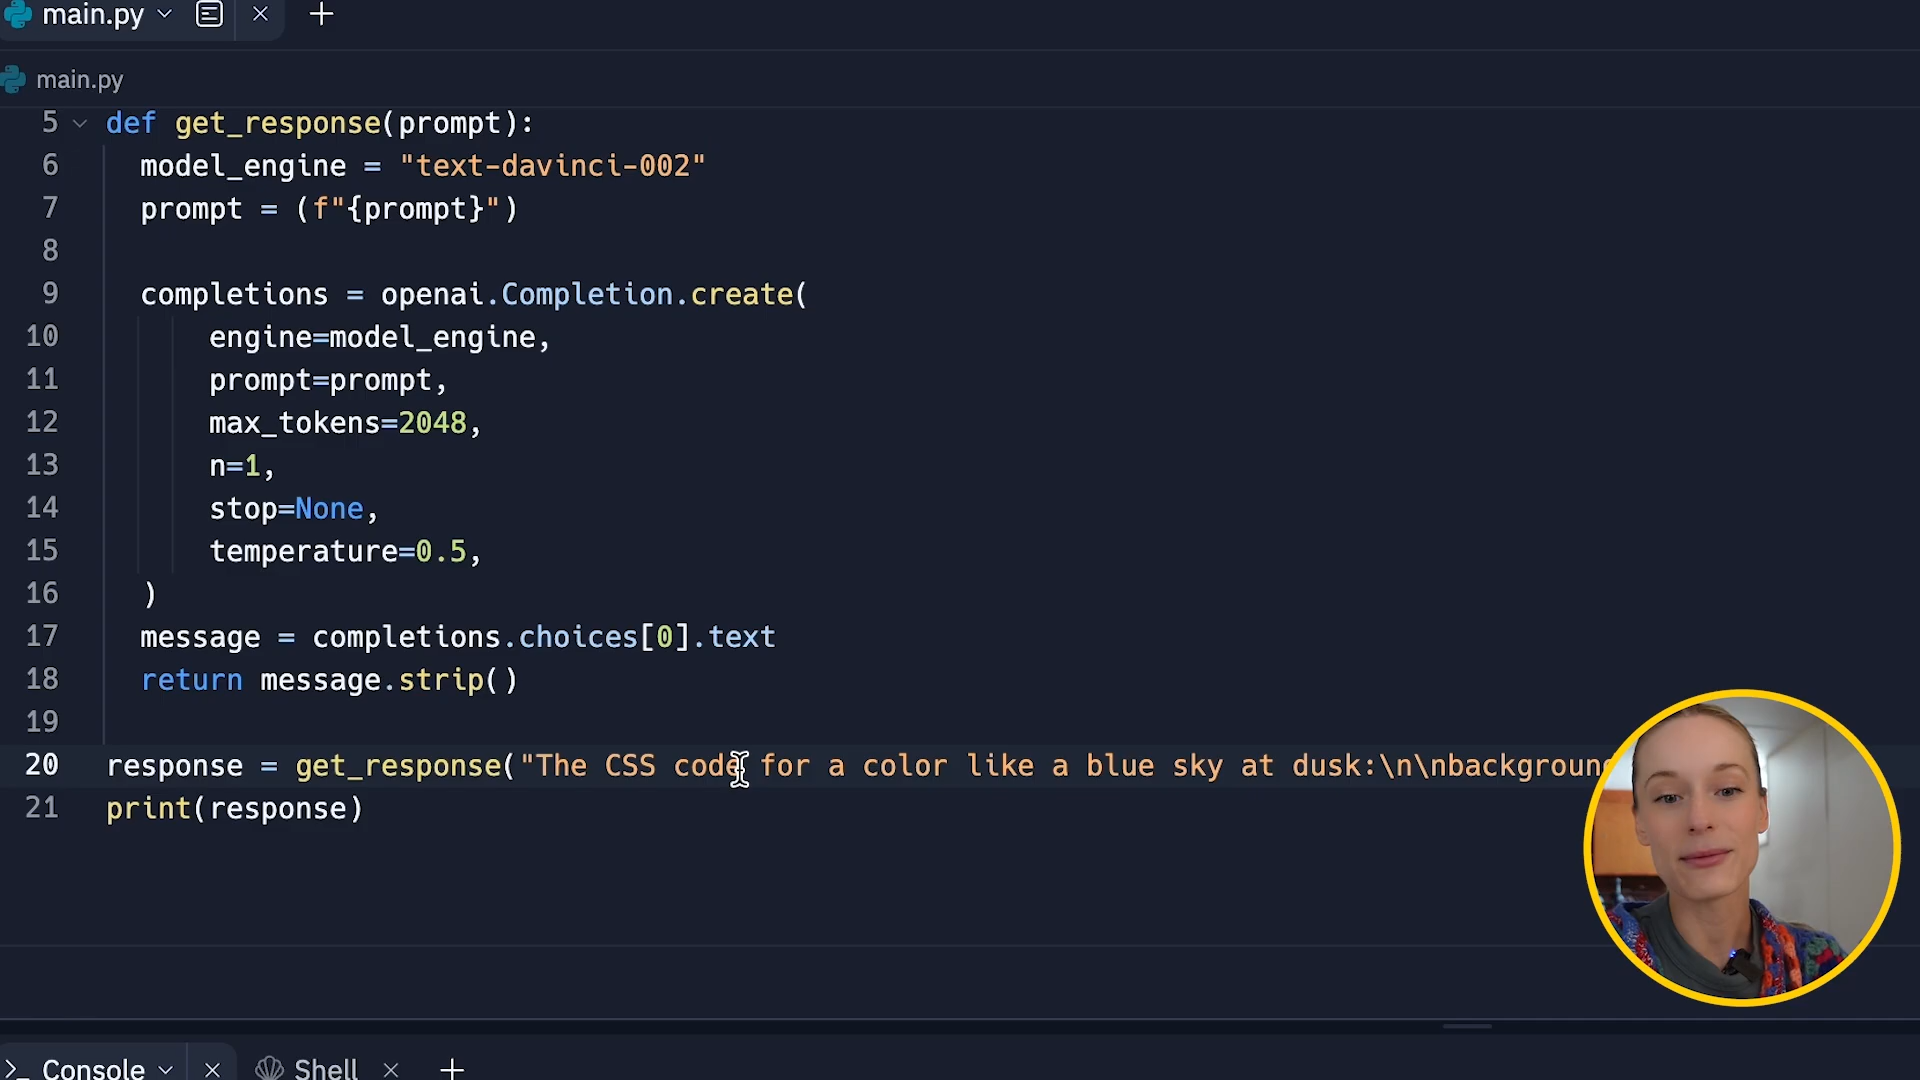 main.py
main.py
5 def get_response(prompt):
6 model_engine = "text-davinci-002"
7 prompt = (f"{prompt}")
8
9 completions = openai.Completion.create(
10 engine=model_engine,
11 prompt=prompt,
12 max_tokens=2048,
13 n=1,
14 stop=None,
15 temperature=0.5,
16 )
17 message = completions.choices[0].text
18 return message.strip()
19
20 response = get_response("The CSS code for a color like a blue sky at dusk:\n\nbackground
21 print(response)
Console
Shell